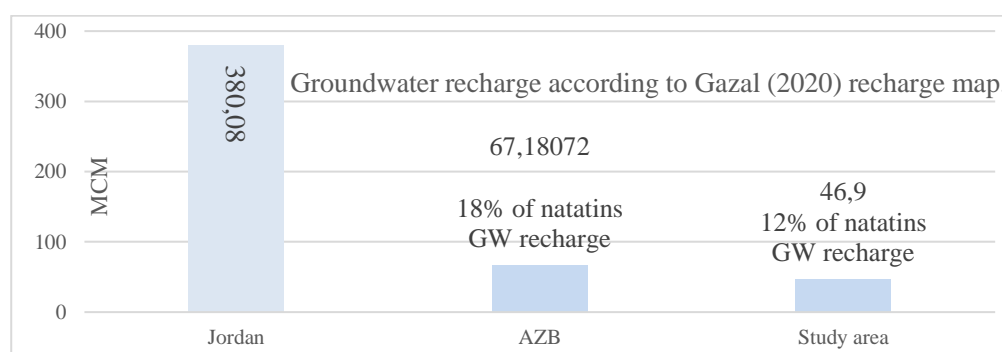 Groundwater recharge according to Gazal (2020) recharge map
400
300
200
100
0
MCM
380,08
67,18072
18% of natatins
GW recharge
46,9
12% of natatins
GW recharge
Jordan
AZB
Study area